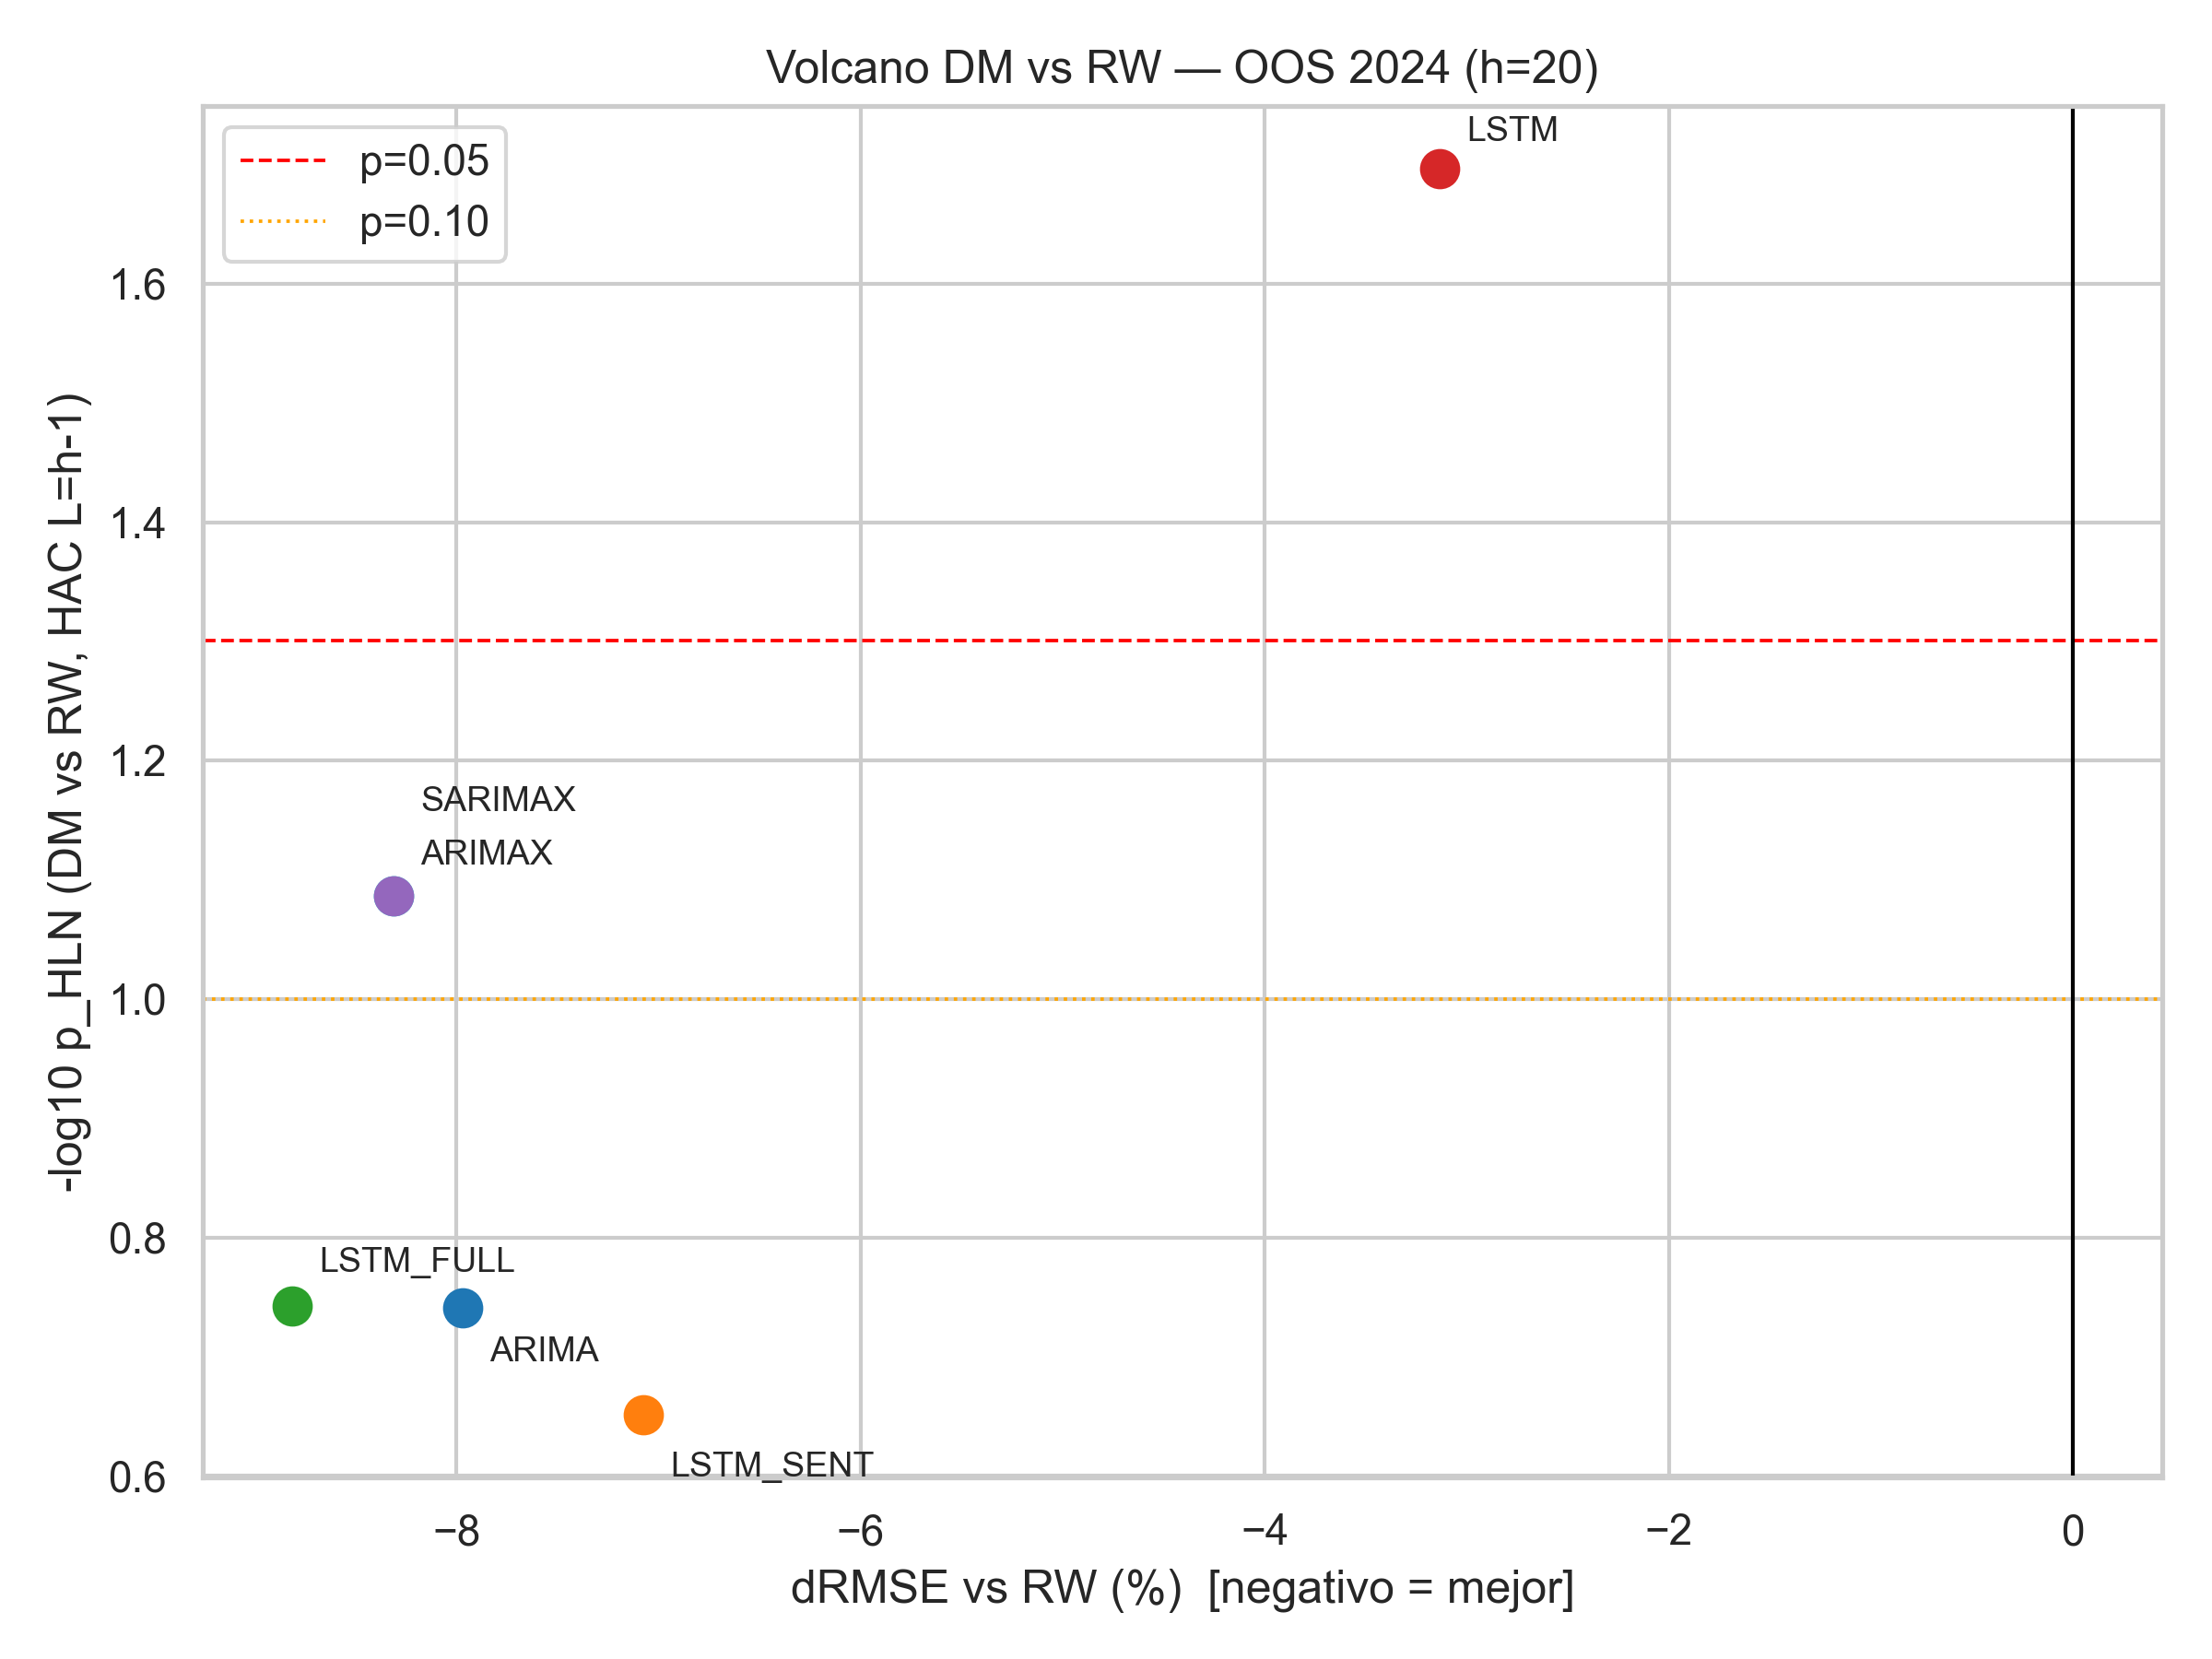 Volcano DM vs RW — OOS 2024 (h=20)
p=0.05
p=0.10
LSTM
SARIMAX
ARIMAX
LSTM_FULL
ARIMA
LSTM_SENT
-log10 p_HLN (DM vs RW, HAC L=h-1)
1.6
1.4
1.2
1.0
0.8
0.6
−8 −6 −4 −2 0
dRMSE vs RW (%) [negativo = mejor]